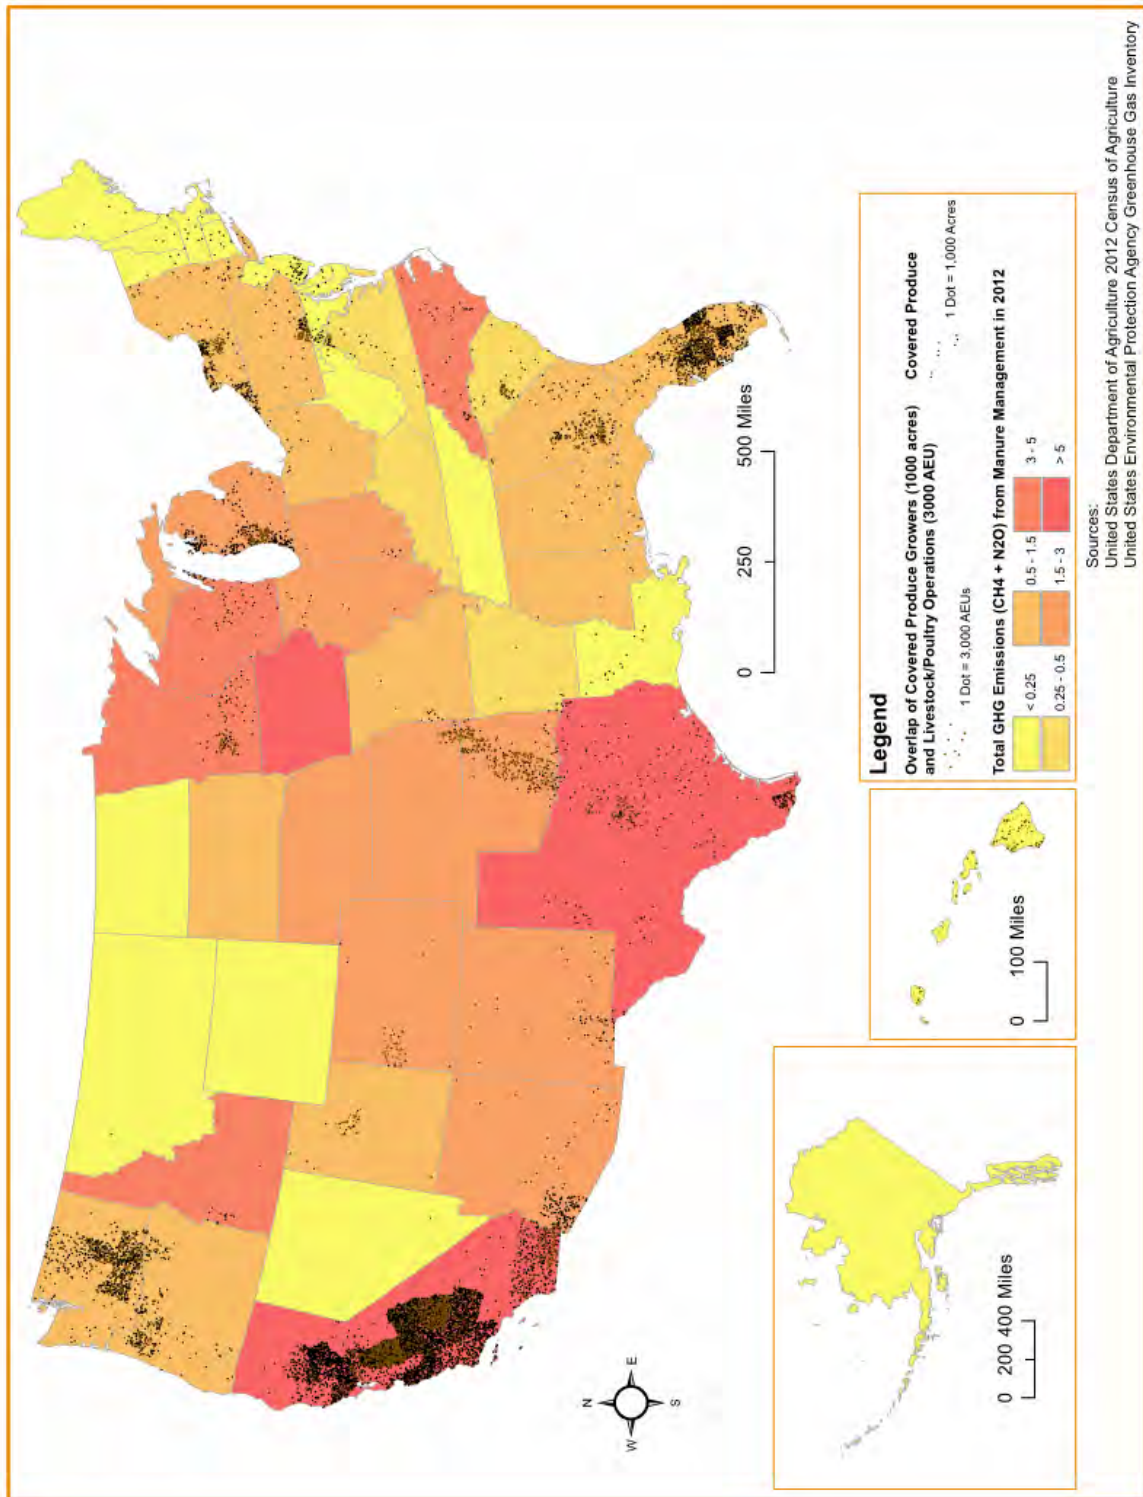 N
W
E
S
0
250
500 Miles
0 200 400 Miles
0
100 Miles
Legend
Overlap of Covered Produce Growers (1000 acres)
and Livestock/Poultry Operations (3000 AEU)
1 Dot = 3,000 AEUs
Covered Produce
1 Dot = 1,000 Acres
Total GHG Emissions (CH4 + N2O) from Manure Management in 2012
< 0.25
0.5 - 1.5
3 - 5
0.25 - 0.5
1.5 - 3
> 5
Sources:
United States Department of Agriculture 2012 Census of Agriculture
United States Environmental Protection Agency Greenhouse Gas Inventory